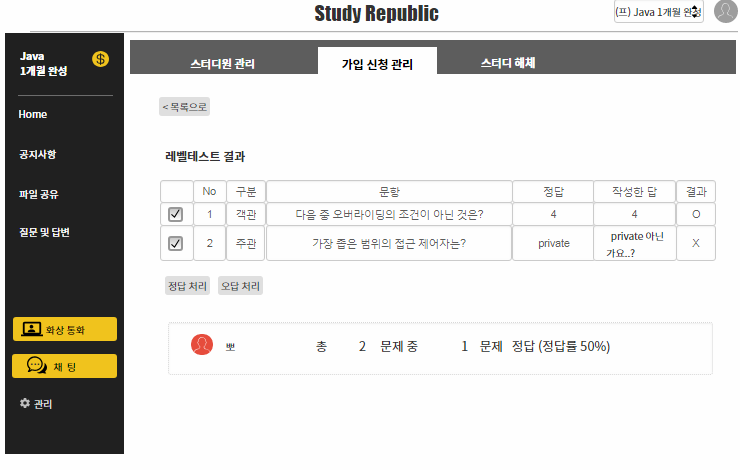 Study Republic
(프) Java 1개월 완성
Java
1개월 완성
스터디원 관리
가입 신청 관리
스터디 해체
Home
공지사항
파일 공유
질문 및 답변
화상 통화
채 팅
관리
< 목록으로
레벨테스트 결과
No 구분 문항 정답 작성한 답 결과
1 객관 다음 중 오버라이딩의 조건이 아닌 것은? 4 4 O
2 주관 가장 좁은 범위의 접근 제어자는? private private 아닌
가요..? X
정답 처리 오답 처리
뽀 총 2 문제 중 1 문제 정답 (정답률 50%)